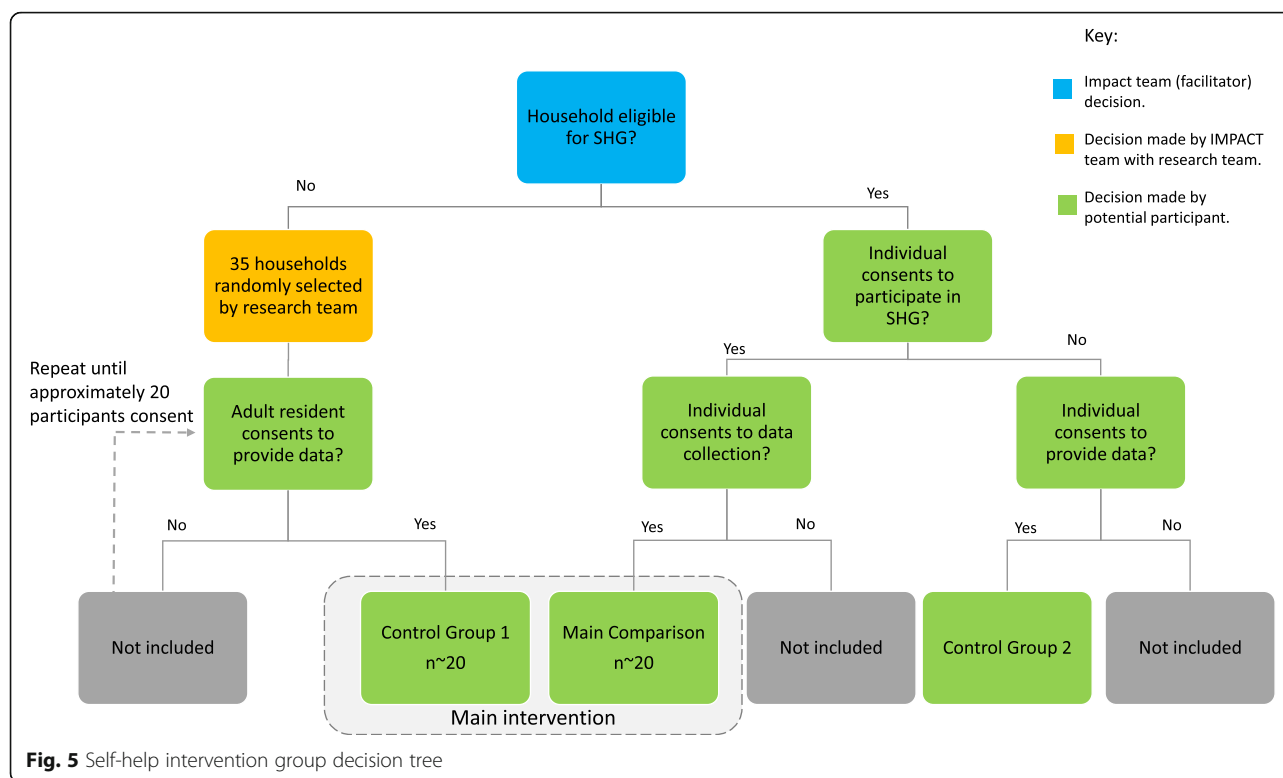 Key:
Impact team (facilitator)
decision.
Decision made by IMPACT
team with research team.
Decision made by
potential participant.
Household eligible
for SHG?
No
Yes
35 households
randomly selected
by research team
Individual
consents to
participate in
SHG?
Yes
No
Repeat until
approximately 20
participants consent
Adult resident
consents to
provide data?
Individual
consents to data
collection?
Individual
consents to
provide data?
No
Yes
Yes
No
Yes
No
Not included
Control Group 1
n~20
Main Comparison
n~20
Not included
Control Group 2
Not included
Main intervention
Fig. 5 Self-help intervention group decision tree